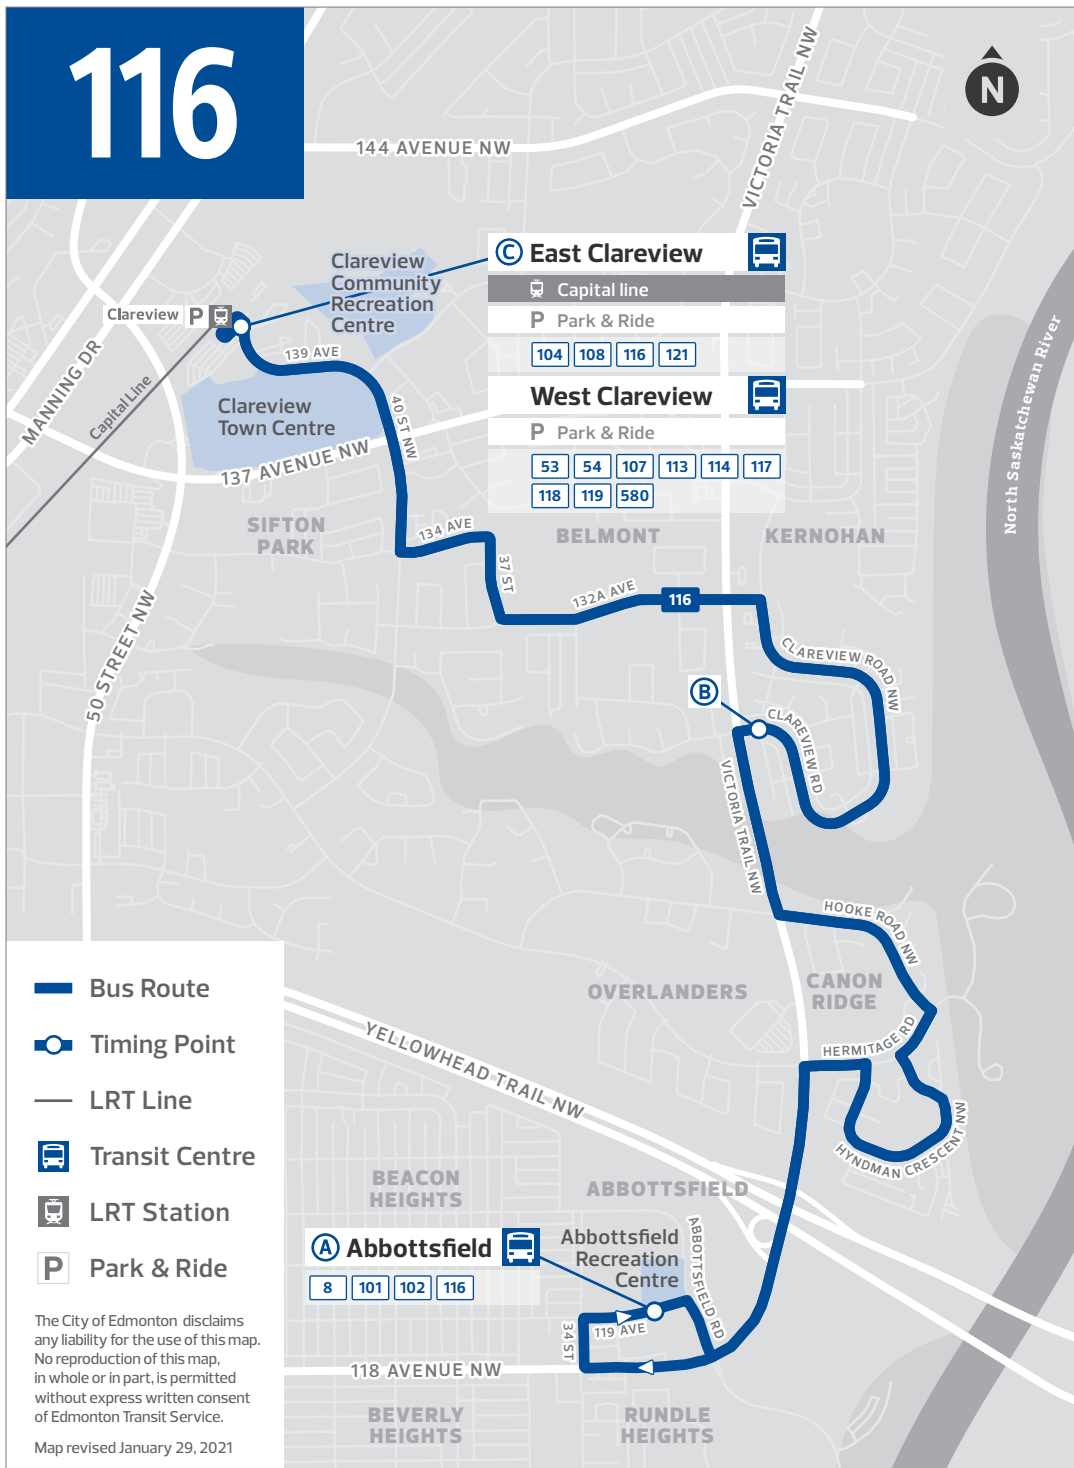 116
N
144 AVENUE NW
VICTORIA TRAIL NW
Clareview
Community
Recreation
Centre
C East Clareview
Capital line
P Park & Ride
104 108 116 121
West Clareview
P Park & Ride
53 54 107 113 114 117
118 119 580
Clareview P
MANNING DR
Capital Line
139 AVE
40 ST NW
Clareview
Town Centre
137 AVENUE NW
North Saskatchewan River
SIFTON
PARK
134 AVE
37 ST
BELMONT
KERNOHAN
132A AVE
116
50 STREET NW
CLAREVIEW ROAD NW
B
CLAREVIEW RD
VICTORIA TRAIL NW
HOOKE ROAD NW
OVERLANDERS
CANON
RIDGE
HERMITAGE RD
HYNDMAN CRESCENT NW
YELLOWHEAD TRAIL NW
BEACON
HEIGHTS
ABBOTTSFIELD
A Abbottsfield
8 101 102 116
Abbottsfield
Recreation
Centre
ABBOTTSFIELD RD
119 AVE
34 ST
118 AVENUE NW
BEVERLY
HEIGHTS
RUNDLE
HEIGHTS
Bus Route
Timing Point
LRT Line
Transit Centre
LRT Station
P Park & Ride
The City of Edmonton disclaims
any liability for the use of this map.
No reproduction of this map,
in whole or in part, is permitted
without express written consent
of Edmonton Transit Service.
Map revised January 29, 2021